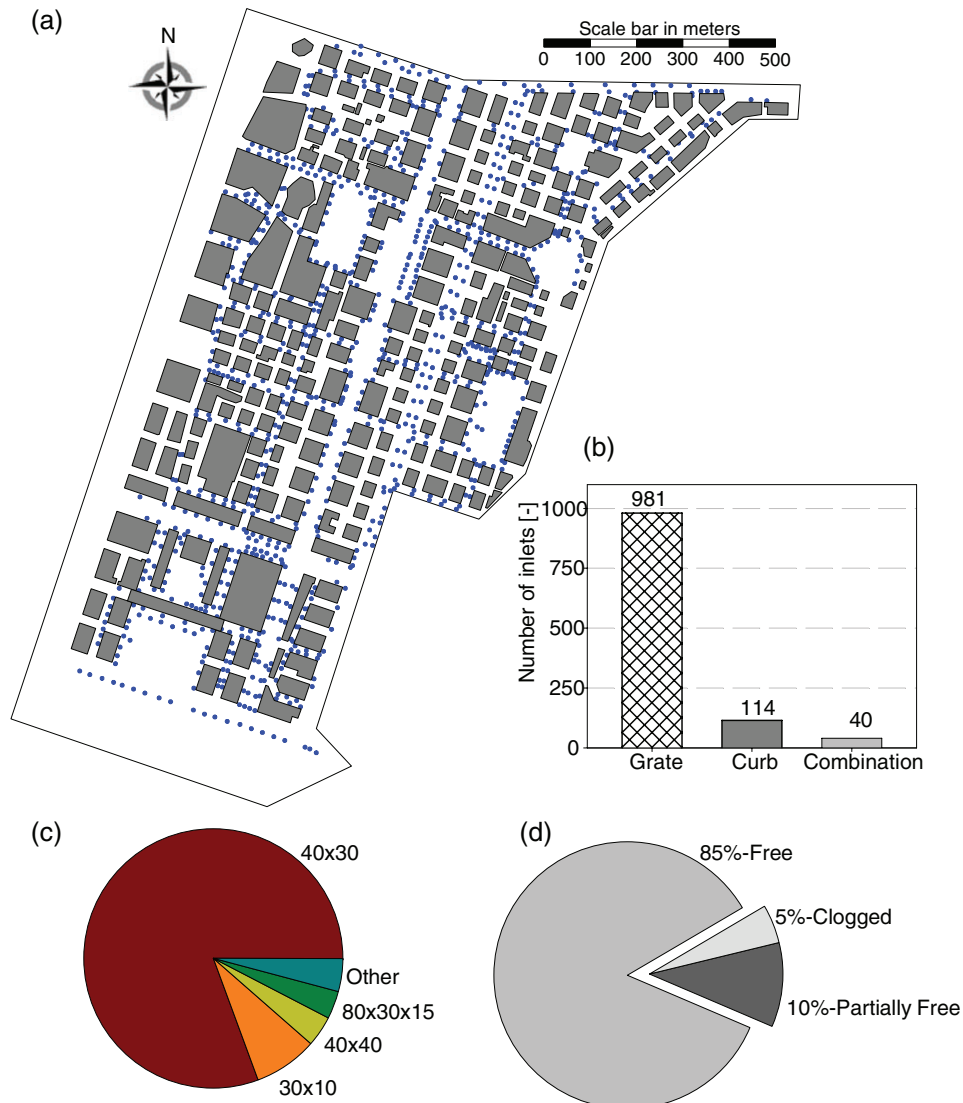 (a)
N
Scale bar in meters
0 100 200 300 400 500
(b)
Number of inlets [-]
1000
750
500
250
0
981
114
40
Grate Curb Combination
(c)
40x30
Other
80x30x15
40x40
30x10
(d)
85%-Free
5%-Clogged
10%-Partially Free